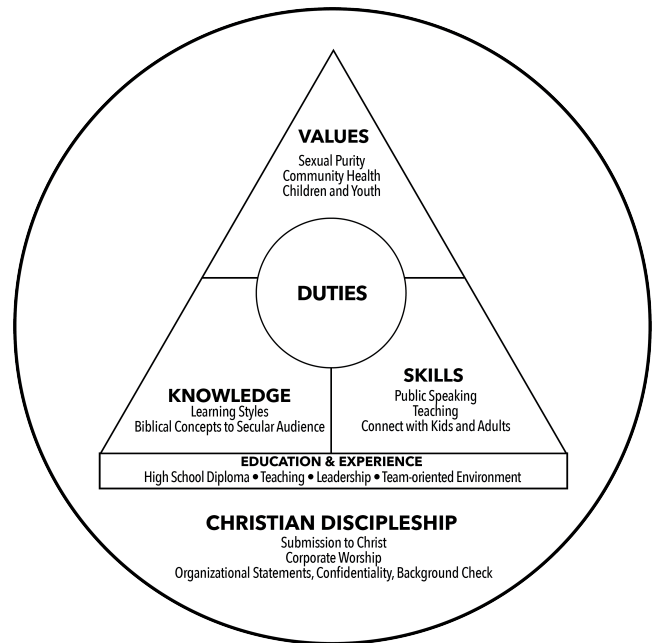 VALUES
Sexual Purity
Community Health
Children and Youth
DUTIES
KNOWLEDGE
Learning Styles
Biblical Concepts to Secular Audience
SKILLS
Public Speaking
Teaching
Connect with Kids and Adults
EDUCATION & EXPERIENCE
High School Diploma • Teaching • Leadership • Team-oriented Environment
CHRISTIAN DISCIPLESHIP
Submission to Christ
Corporate Worship
Organizational Statements, Confidentiality, Background Check